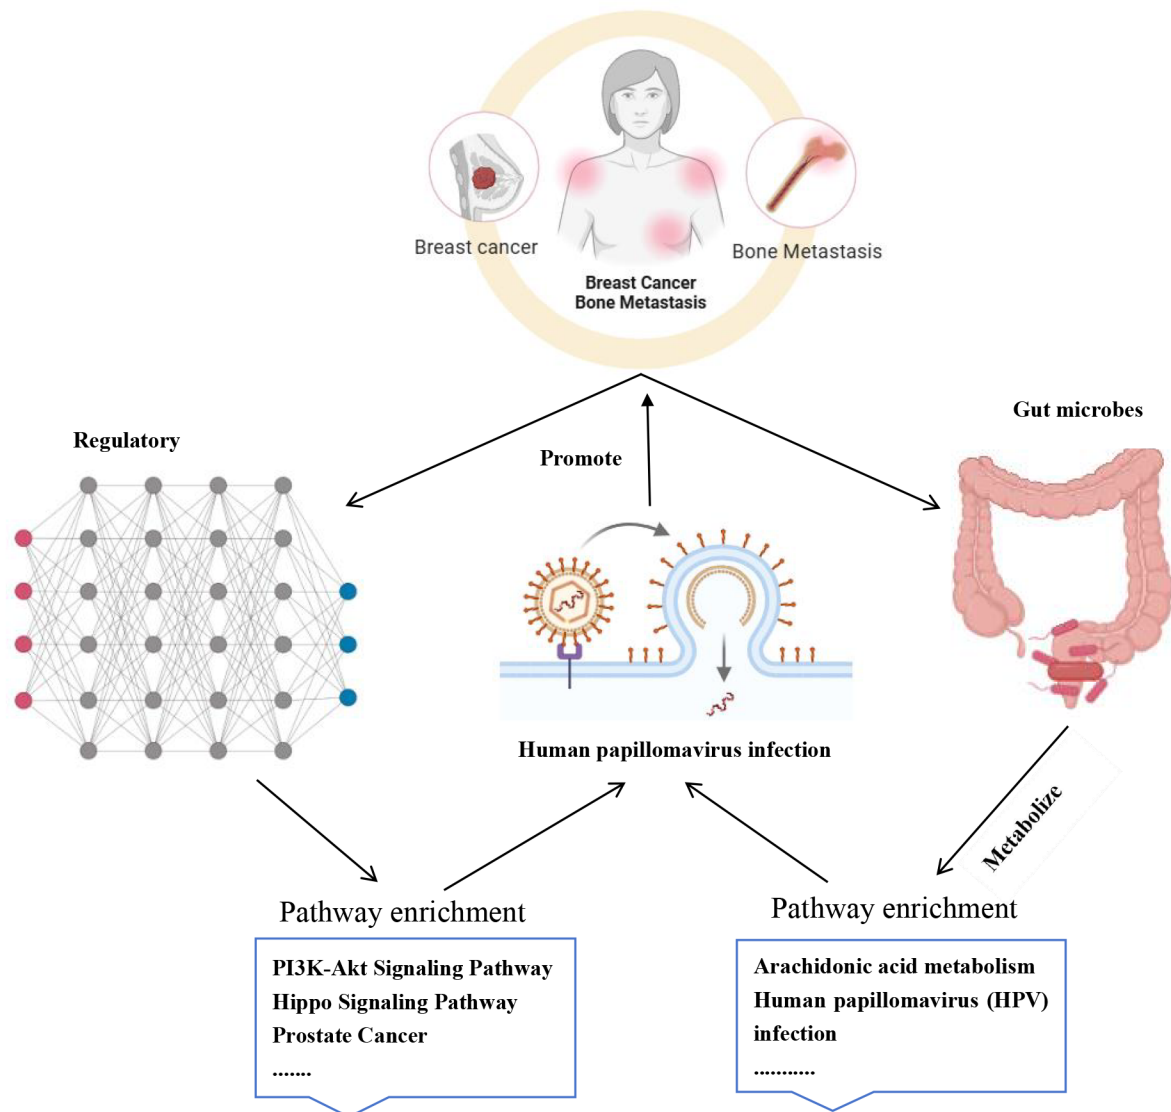 Breast cancer
Bone Metastasis
Breast Cancer
Bone Metastasis
Gut microbes
Regulatory
Promote
Human papillomavirus infection
Metabolize
Pathway enrichment
PI3K-Akt Signaling Pathway
Hippo Signaling Pathway
Prostate Cancer
.......
Pathway enrichment
Arachidonic acid metabolism
Human papillomavirus (HPV)
infection
...........